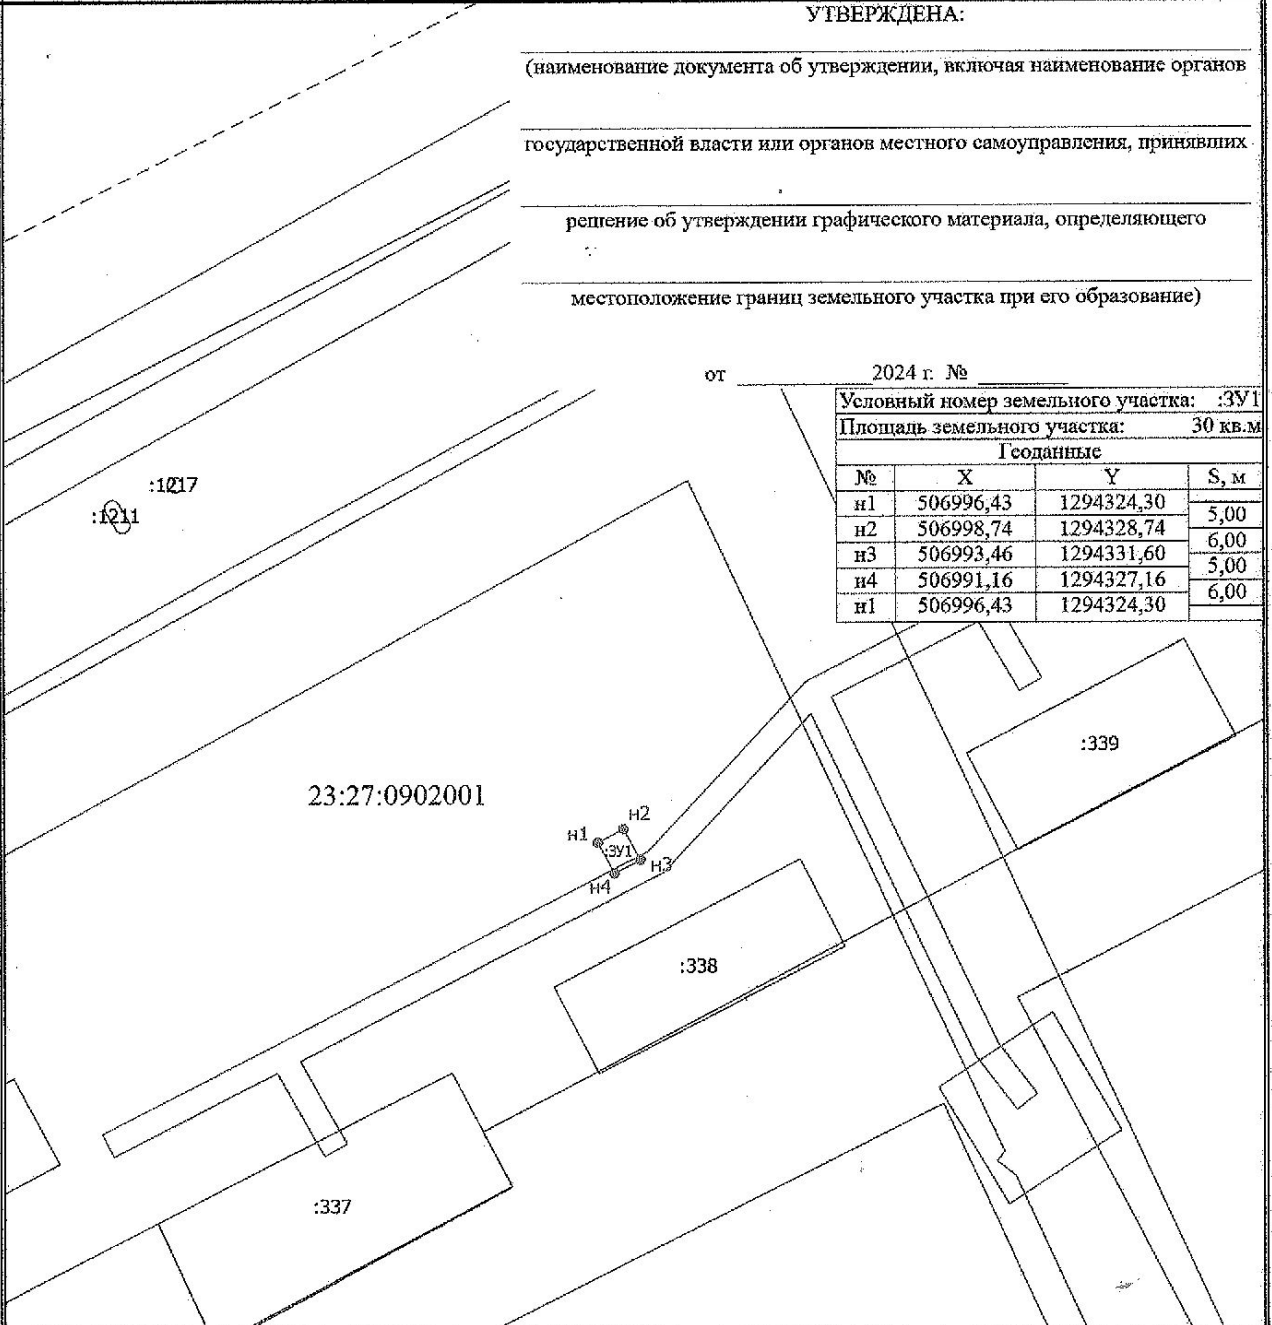 УТВЕРЖДЕНА:
(наименование документа об утверждении, включая наименование органов
государственной власти или органов местного самоуправления, принявших
решение об утверждении графического материала, определяющего
местоположение границ земельного участка при его образование)
от ____________ 2024 г. № ________
Условный номер земельного участка: :ЗУ1
Площадь земельного участка: 30 кв.м
Геоданные
№ X Y S, м
н1 506996,43 1294324,30
5,00
н2 506998,74 1294328,74
6,00
н3 506993,46 1294331,60
5,00
н4 506991,16 1294327,16
6,00
н1 506996,43 1294324,30
:1217
:1211
:339
23:27:0902001
н2
н1
:ЗУ1
н3
н4
:338
:337